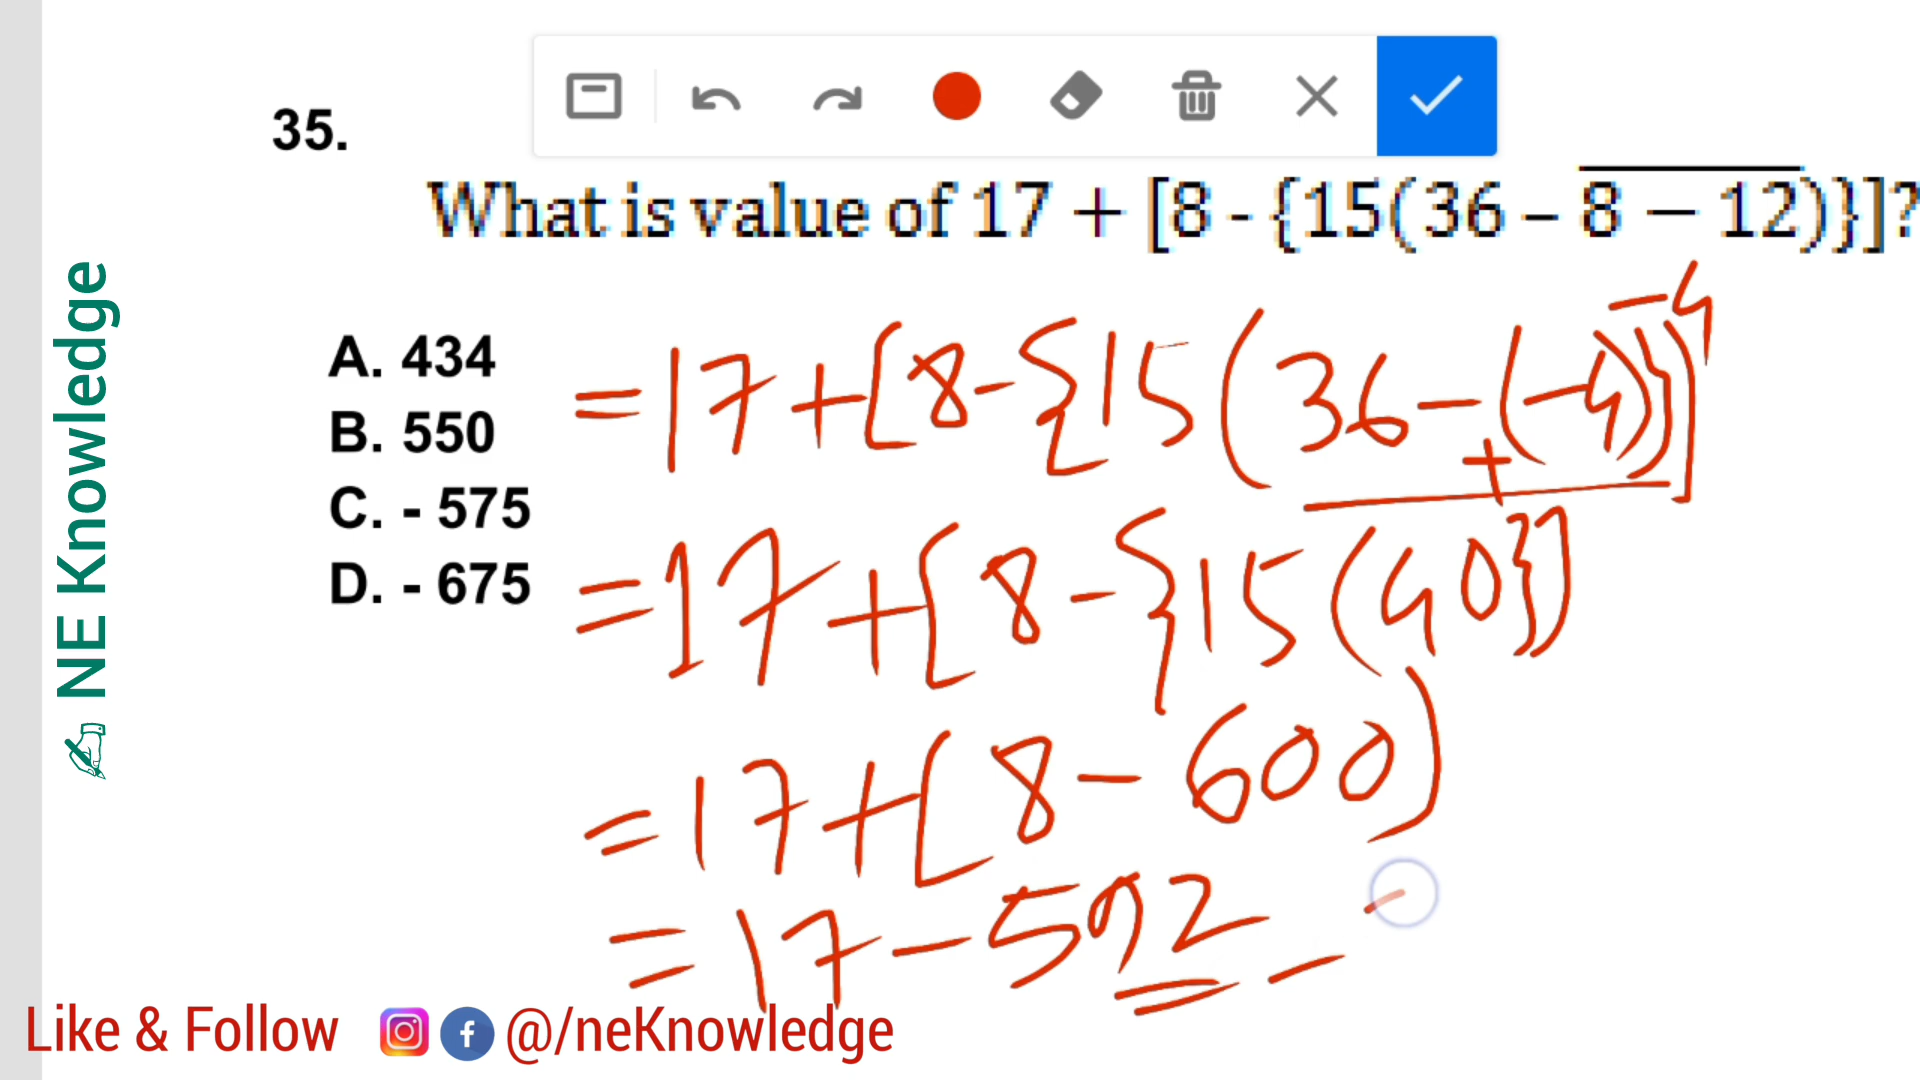 35.
What is value of 17 + [8 - {15(36 – 8 – 12)}]?
A. 434
B. 550
C. - 575
D. - 675
-4
= 17 + [8 - {15 (36 - (-4))}]
+
= 17 + [8 - {15 (40}]
= 17 + [8 - 600)
= 17 - 592 =
✍ NE Knowledge
Like & Follow @/neKnowledge